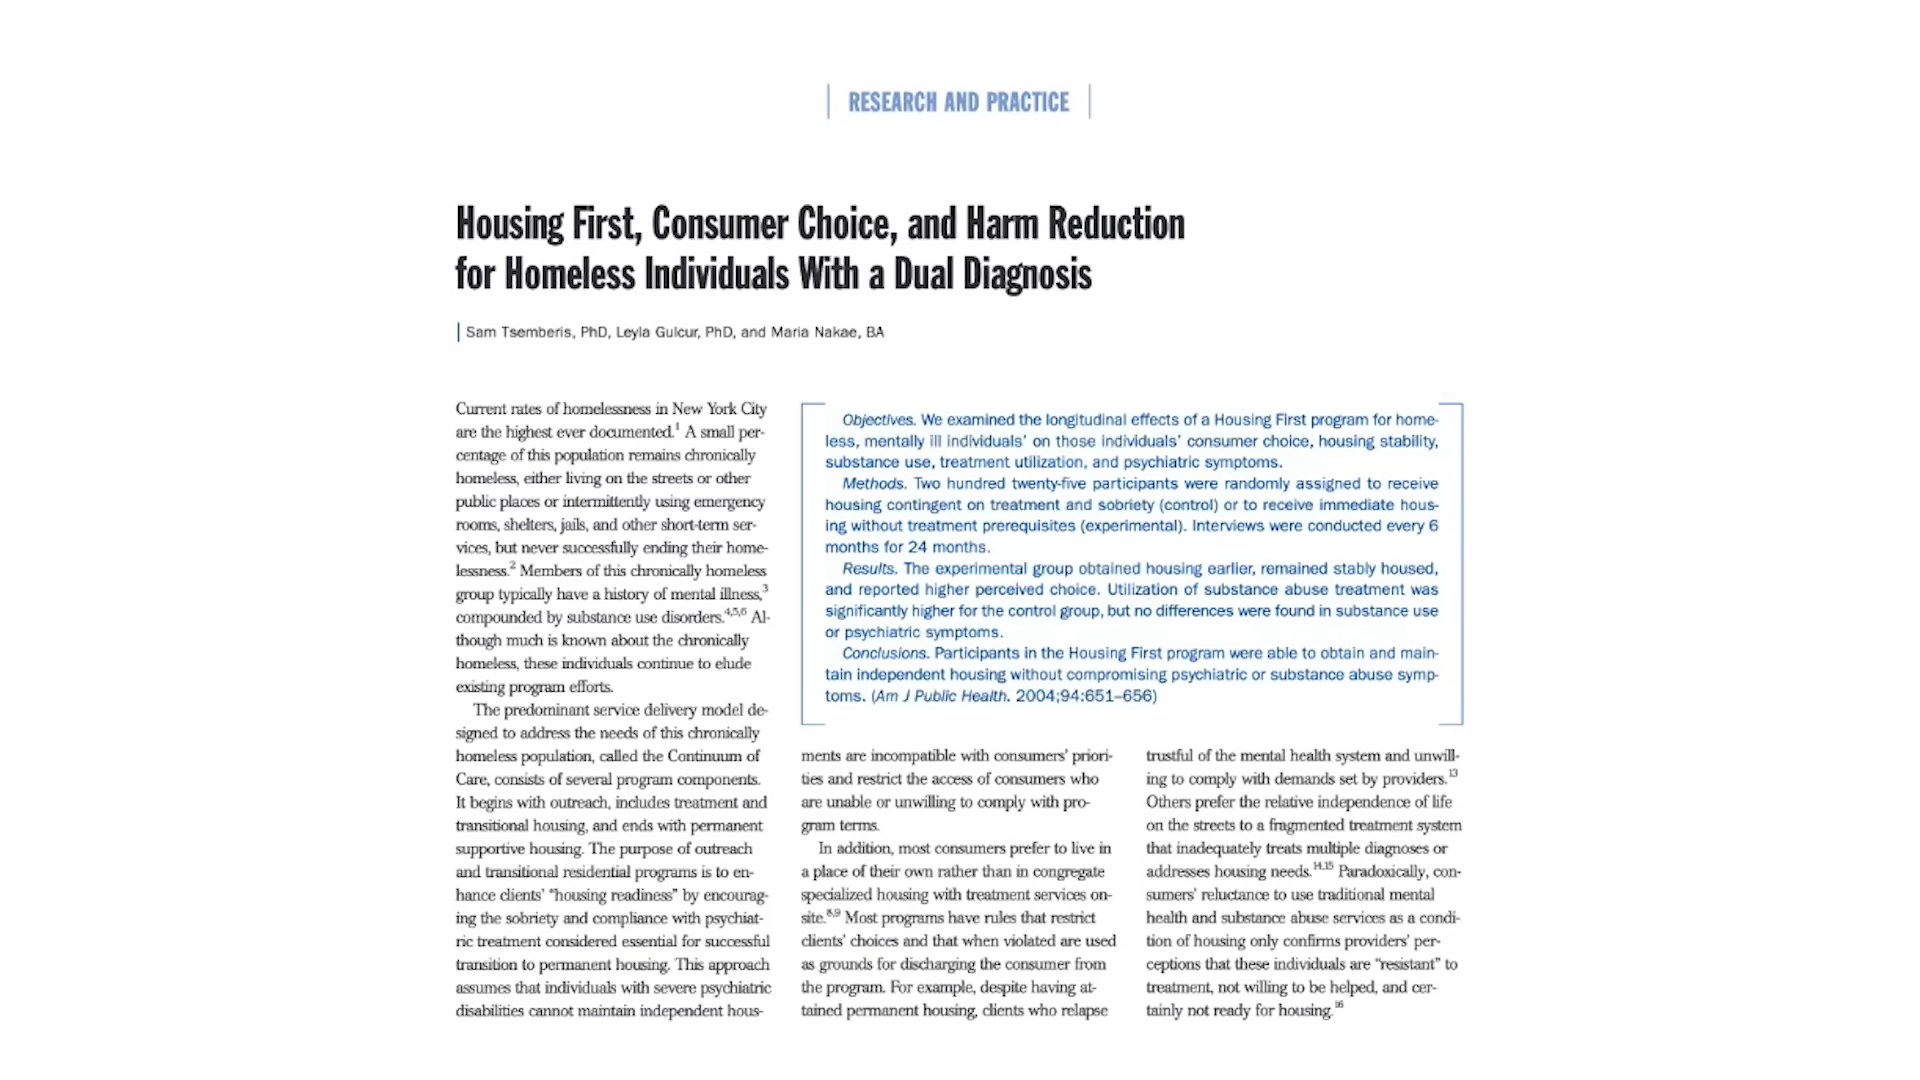 RESEARCH AND PRACTICE
Housing First, Consumer Choice, and Harm Reduction
for Homeless Individuals With a Dual Diagnosis
Sam Tsemberis, PhD, Leyla Gulcur, PhD, and Maria Nakae, BA
Current rates of homelessness in New York City
are the highest ever documented.1 A small per-
centage of this population remains chronically
homeless, either living on the streets or other
public places or intermittently using emergency
rooms, shelters, jails, and other short-term ser-
vices, but never successfully ending their home-
lessness.2 Members of this chronically homeless
group typically have a history of mental illness,3
compounded by substance use disorders.4,5,6 Al-
though much is known about the chronically
homeless, these individuals continue to elude
existing program efforts.
The predominant service delivery model de-
signed to address the needs of this chronically
homeless population, called the Continuum of
Care, consists of several program components.
It begins with outreach, includes treatment and
transitional housing, and ends with permanent
supportive housing. The purpose of outreach
and transitional residential programs is to en-
hance clients' "housing readiness" by encourag-
ing the sobriety and compliance with psychiat-
ric treatment considered essential for successful
transition to permanent housing. This approach
assumes that individuals with severe psychiatric
disabilities cannot maintain independent hous-
Objectives. We examined the longitudinal effects of a Housing First program for home-
less, mentally ill individuals' on those individuals' consumer choice, housing stability,
substance use, treatment utilization, and psychiatric symptoms.
Methods. Two hundred twenty-five participants were randomly assigned to receive
housing contingent on treatment and sobriety (control) or to receive immediate hous-
ing without treatment prerequisites (experimental). Interviews were conducted every 6
months for 24 months.
Results. The experimental group obtained housing earlier, remained stably housed,
and reported higher perceived choice. Utilization of substance abuse treatment was
significantly higher for the control group, but no differences were found in substance use
or psychiatric symptoms.
Conclusions. Participants in the Housing First program were able to obtain and main-
tain independent housing without compromising psychiatric or substance abuse symp-
toms. (Am J Public Health. 2004;94:651–656)
ments are incompatible with consumers' priori-
ties and restrict the access of consumers who
are unable or unwilling to comply with pro-
gram terms.
In addition, most consumers prefer to live in
a place of their own rather than in congregate
specialized housing with treatment services on-
site.8,9 Most programs have rules that restrict
clients' choices and that when violated are used
as grounds for discharging the consumer from
the program. For example, despite having at-
tained permanent housing, clients who relapse
trustful of the mental health system and unwill-
ing to comply with demands set by providers.13
Others prefer the relative independence of life
on the streets to a fragmented treatment system
that inadequately treats multiple diagnoses or
addresses housing needs.14,15 Paradoxically, con-
sumers' reluctance to use traditional mental
health and substance abuse services as a condi-
tion of housing only confirms providers' per-
ceptions that these individuals are "resistant" to
treatment, not willing to be helped, and cer-
tainly not ready for housing.16